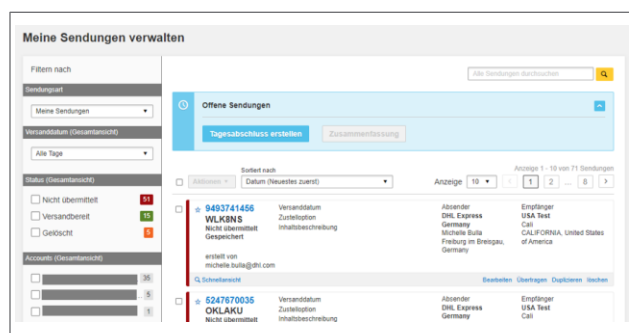 Meine Sendungen verwalten
Filtern nach
Alle Sendungen durchsuchen
Sendungsart
Meine Sendungen
Offene Sendungen
Versanddatum (Gesamtansicht)
Tagesabschluss erstellen
Zusammenfassung
Alle Tage
Status (Gesamtansicht)
Aktionen
Sortiert nach
Datum (Neuestes zuerst)
Anzeige 10
Anzeige 1 - 10 von 71 Sendungen
< 1 2 ... 8 >
Nicht übermittelt 51
Versandbereit 15
Gelöscht 5
Accounts (Gesamtansicht)
35
... 5
1
9493741456
WLK8NS
Nicht übermittelt
Gespeichert
erstellt von
michelle.bulla@dhl.com
Versanddatum
Zustelloption
Inhaltsbeschreibung
Absender
DHL Express
Germany
Michelle Bulla
Freiburg im Breisgau,
Germany
Empfänger
USA Test
Cali
CALIFORNIA, United States
of America
Schnellansicht
Bearbeiten Übertragen Duplizieren löschen
5247670035
OKLAKU
Nicht übermittelt
Versanddatum
Zustelloption
Inhaltsbeschreibung
Absender
DHL Express
Germany
Empfänger
USA Test
Cali